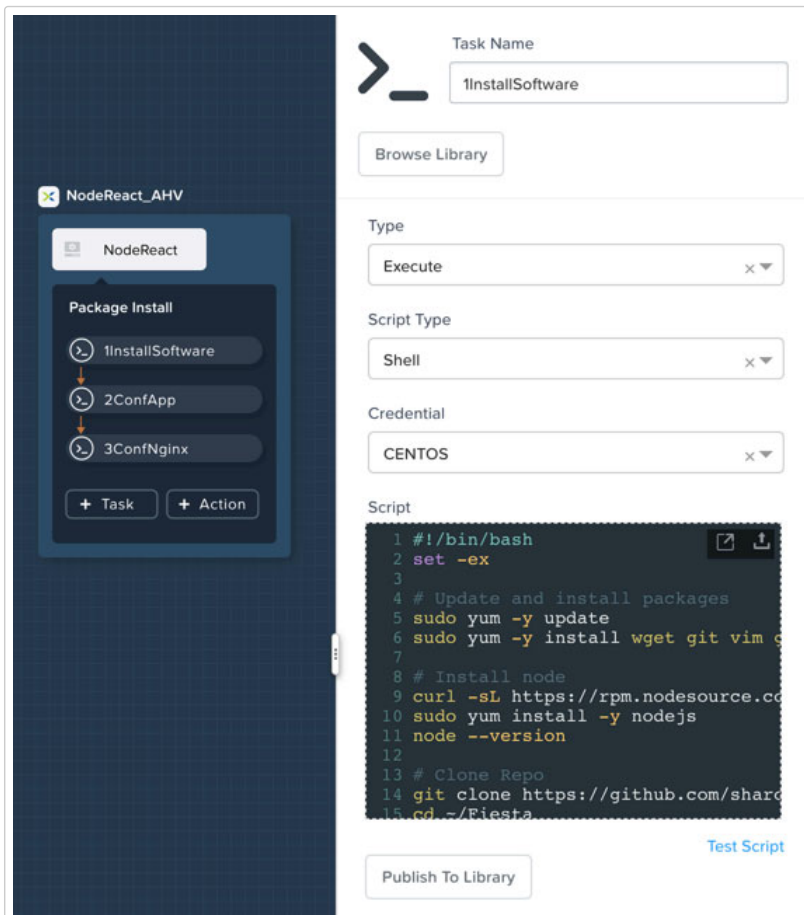 NodeReact_AHV
NodeReact
Package Install
1InstallSoftware
2ConfApp
3ConfNginx
+ Task
+ Action
Task Name
1InstallSoftware
Browse Library
Type
Execute
Script Type
Shell
Credential
CENTOS
Script
1 #!/bin/bash
2 set -ex
3
4 # Update and install packages
5 sudo yum -y update
6 sudo yum -y install wget git vim
7
8 # Install node
9 curl -sL https://rpm.nodesource.co
10 sudo yum install -y nodejs
11 node --version
12
13 # Clone Repo
14 git clone https://github.com/shar
15 cd ~/Fiesta
Test Script
Publish To Library